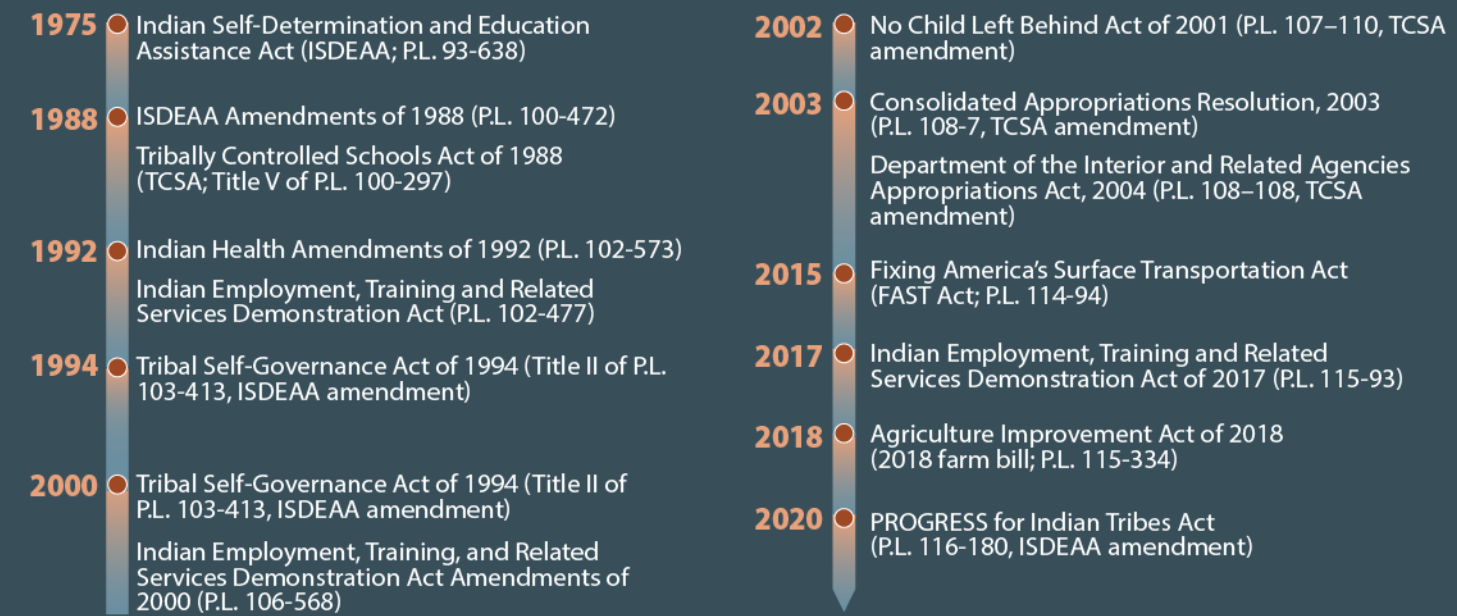 1975
Indian Self-Determination and Education
Assistance Act (ISDEAA; P.L. 93-638)
1988
ISDEAA Amendments of 1988 (P.L. 100-472)
Tribally Controlled Schools Act of 1988
(TCSA; Title V of P.L. 100-297)
1992
Indian Health Amendments of 1992 (P.L. 102-573)
Indian Employment, Training and Related
Services Demonstration Act (P.L. 102-477)
1994
Tribal Self-Governance Act of 1994 (Title II of P.L.
103-413, ISDEAA amendment)
2000
Tribal Self-Governance Act of 1994 (Title II of
P.L. 103-413, ISDEAA amendment)
Indian Employment, Training, and Related
Services Demonstration Act Amendments of
2000 (P.L. 106-568)
2002
No Child Left Behind Act of 2001 (P.L. 107–110, TCSA
amendment)
2003
Consolidated Appropriations Resolution, 2003
(P.L. 108-7, TCSA amendment)
Department of the Interior and Related Agencies
Appropriations Act, 2004 (P.L. 108–108, TCSA
amendment)
2015
Fixing America’s Surface Transportation Act
(FAST Act; P.L. 114-94)
2017
Indian Employment, Training and Related
Services Demonstration Act of 2017 (P.L. 115-93)
2018
Agriculture Improvement Act of 2018
(2018 farm bill; P.L. 115-334)
2020
PROGRESS for Indian Tribes Act
(P.L. 116-180, ISDEAA amendment)